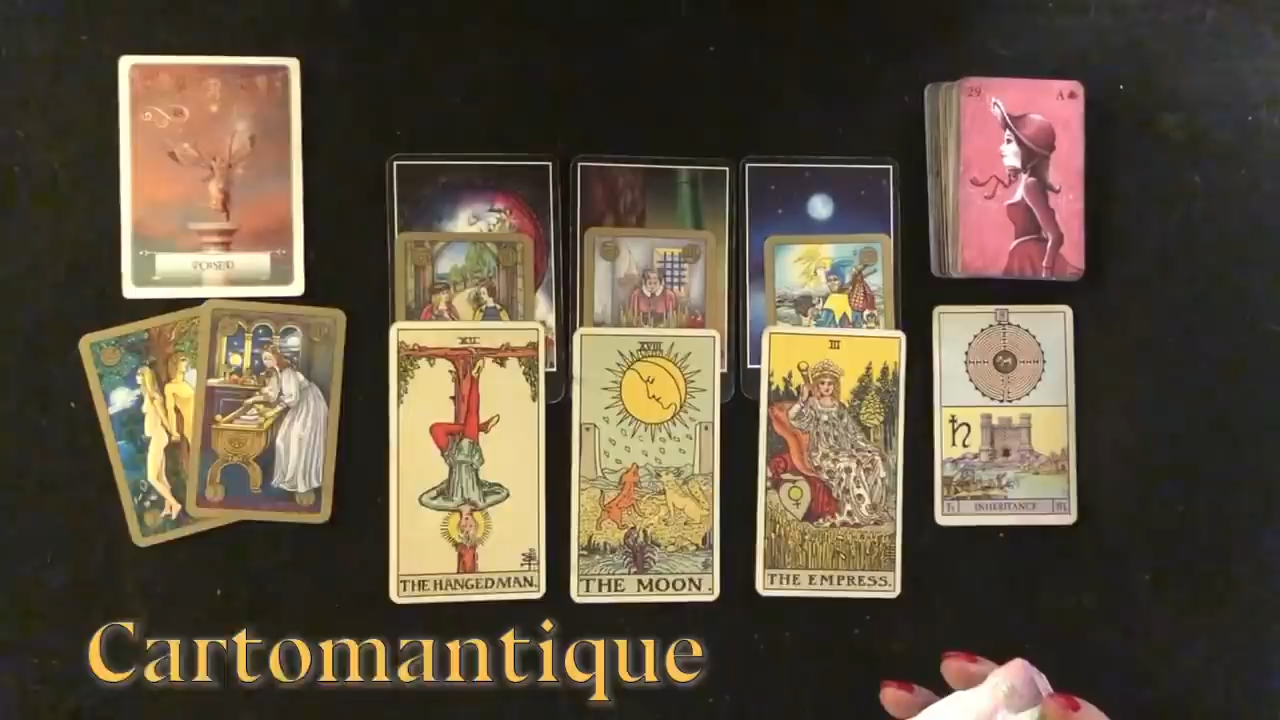 29 A♣
POISED
XII
THE HANGED MAN.
XVIII
THE MOON.
III
THE EMPRESS.
♄
INHERITANCE
Cartomantique